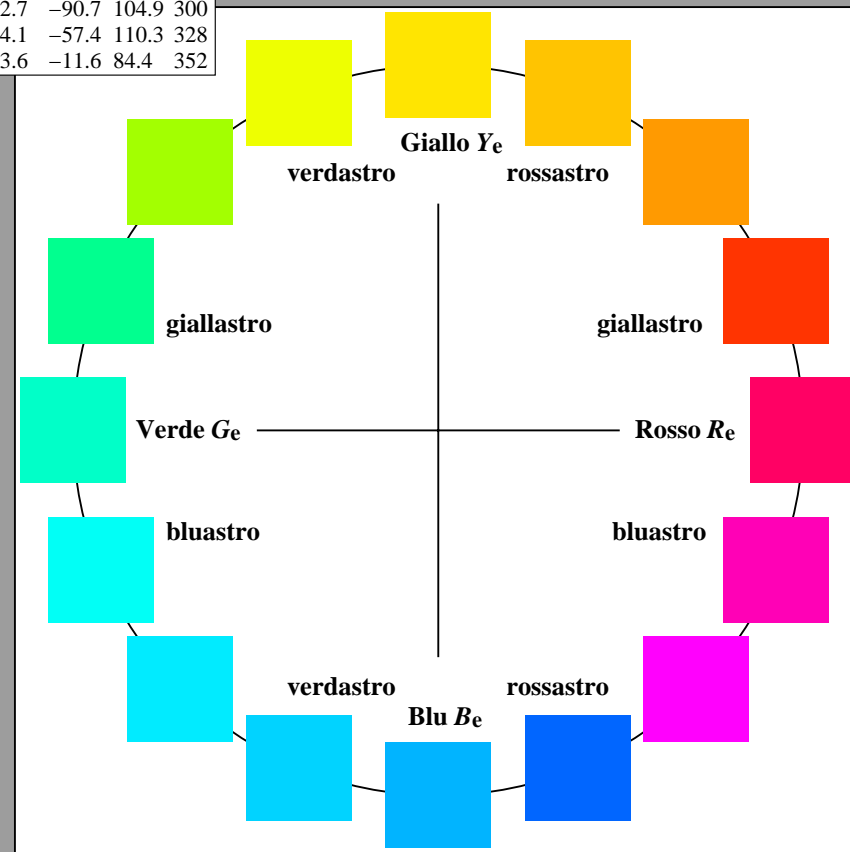 2.7 −90.7 104.9 300
4.1 −57.4 110.3 328
3.6 −11.6 84.4 352
Giallo Ye
verdastro rossastro
giallastro giallastro
Verde Ge Rosso Re
bluastro bluastro
verdastro rossastro
Blu Be